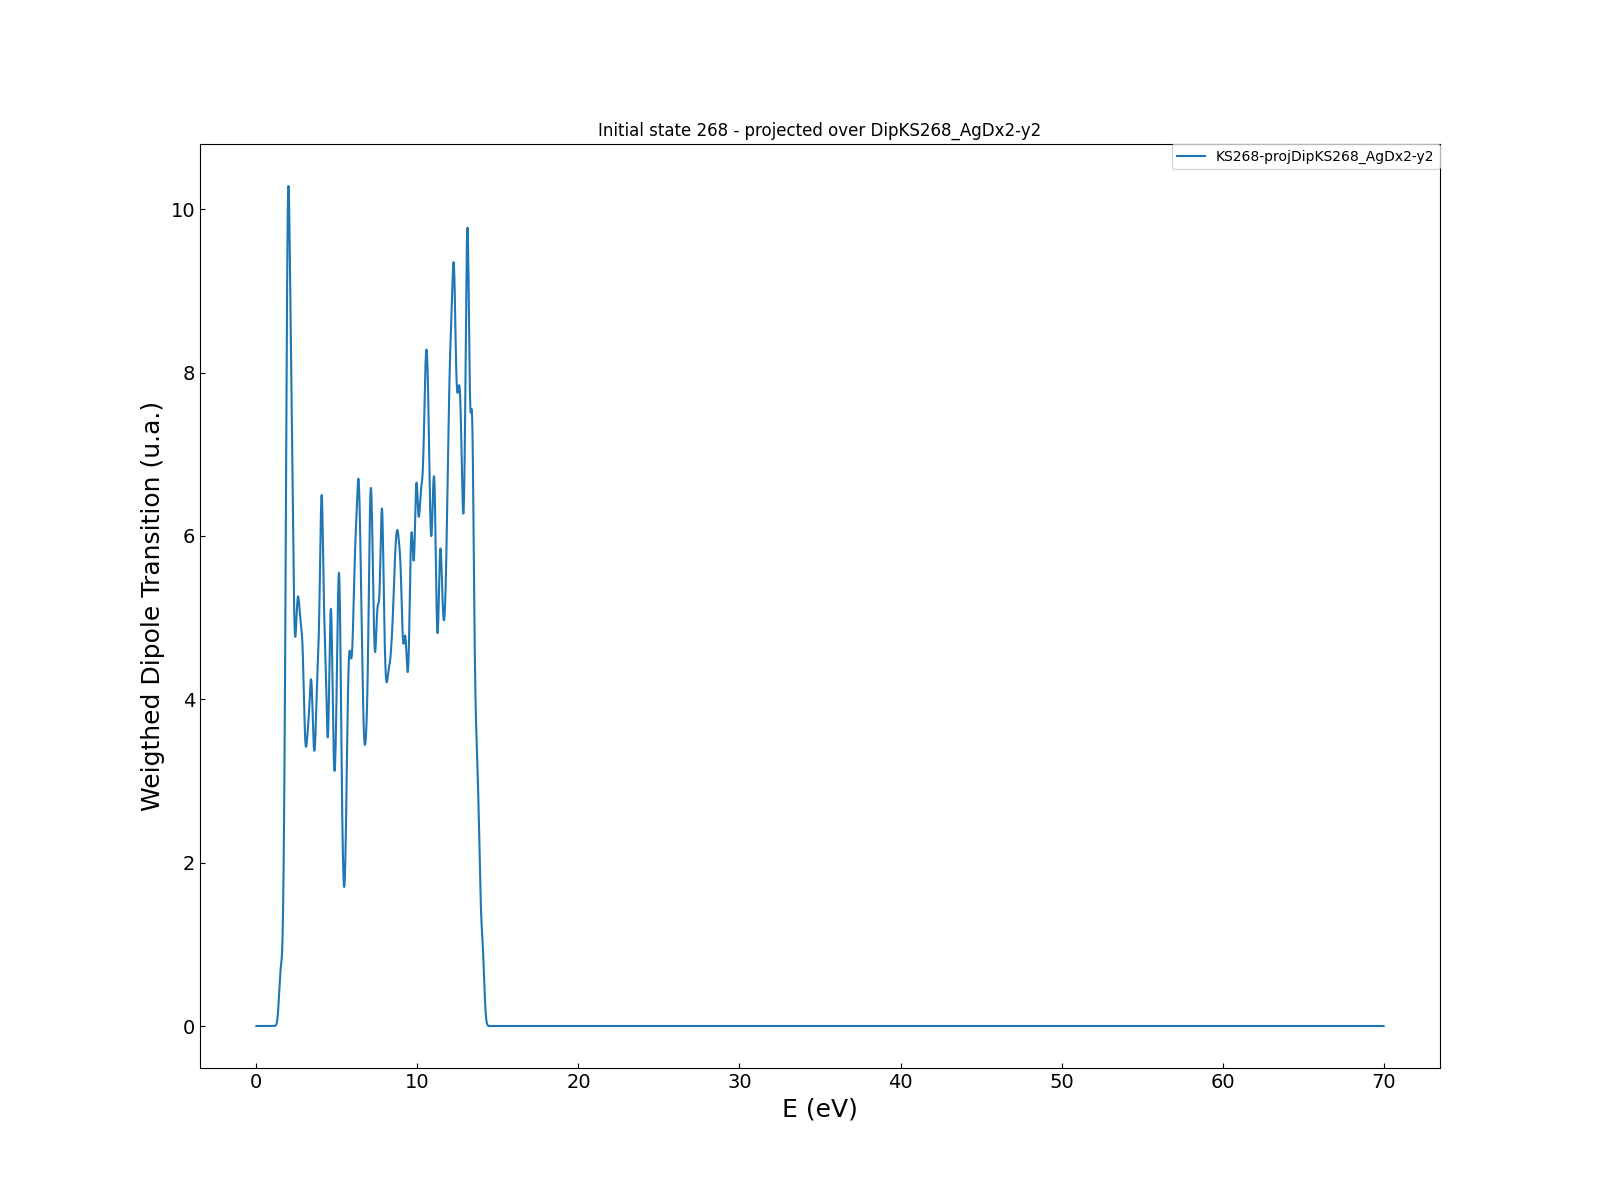 Initial state 268 - projected over DipKS268_AgDx2-y2
KS268-projDipKS268_AgDx2-y2
Weigthed Dipole Transition (u.a.)
10
8
6
4
2
0
0 10 20 30 40 50 60 70
E (eV)